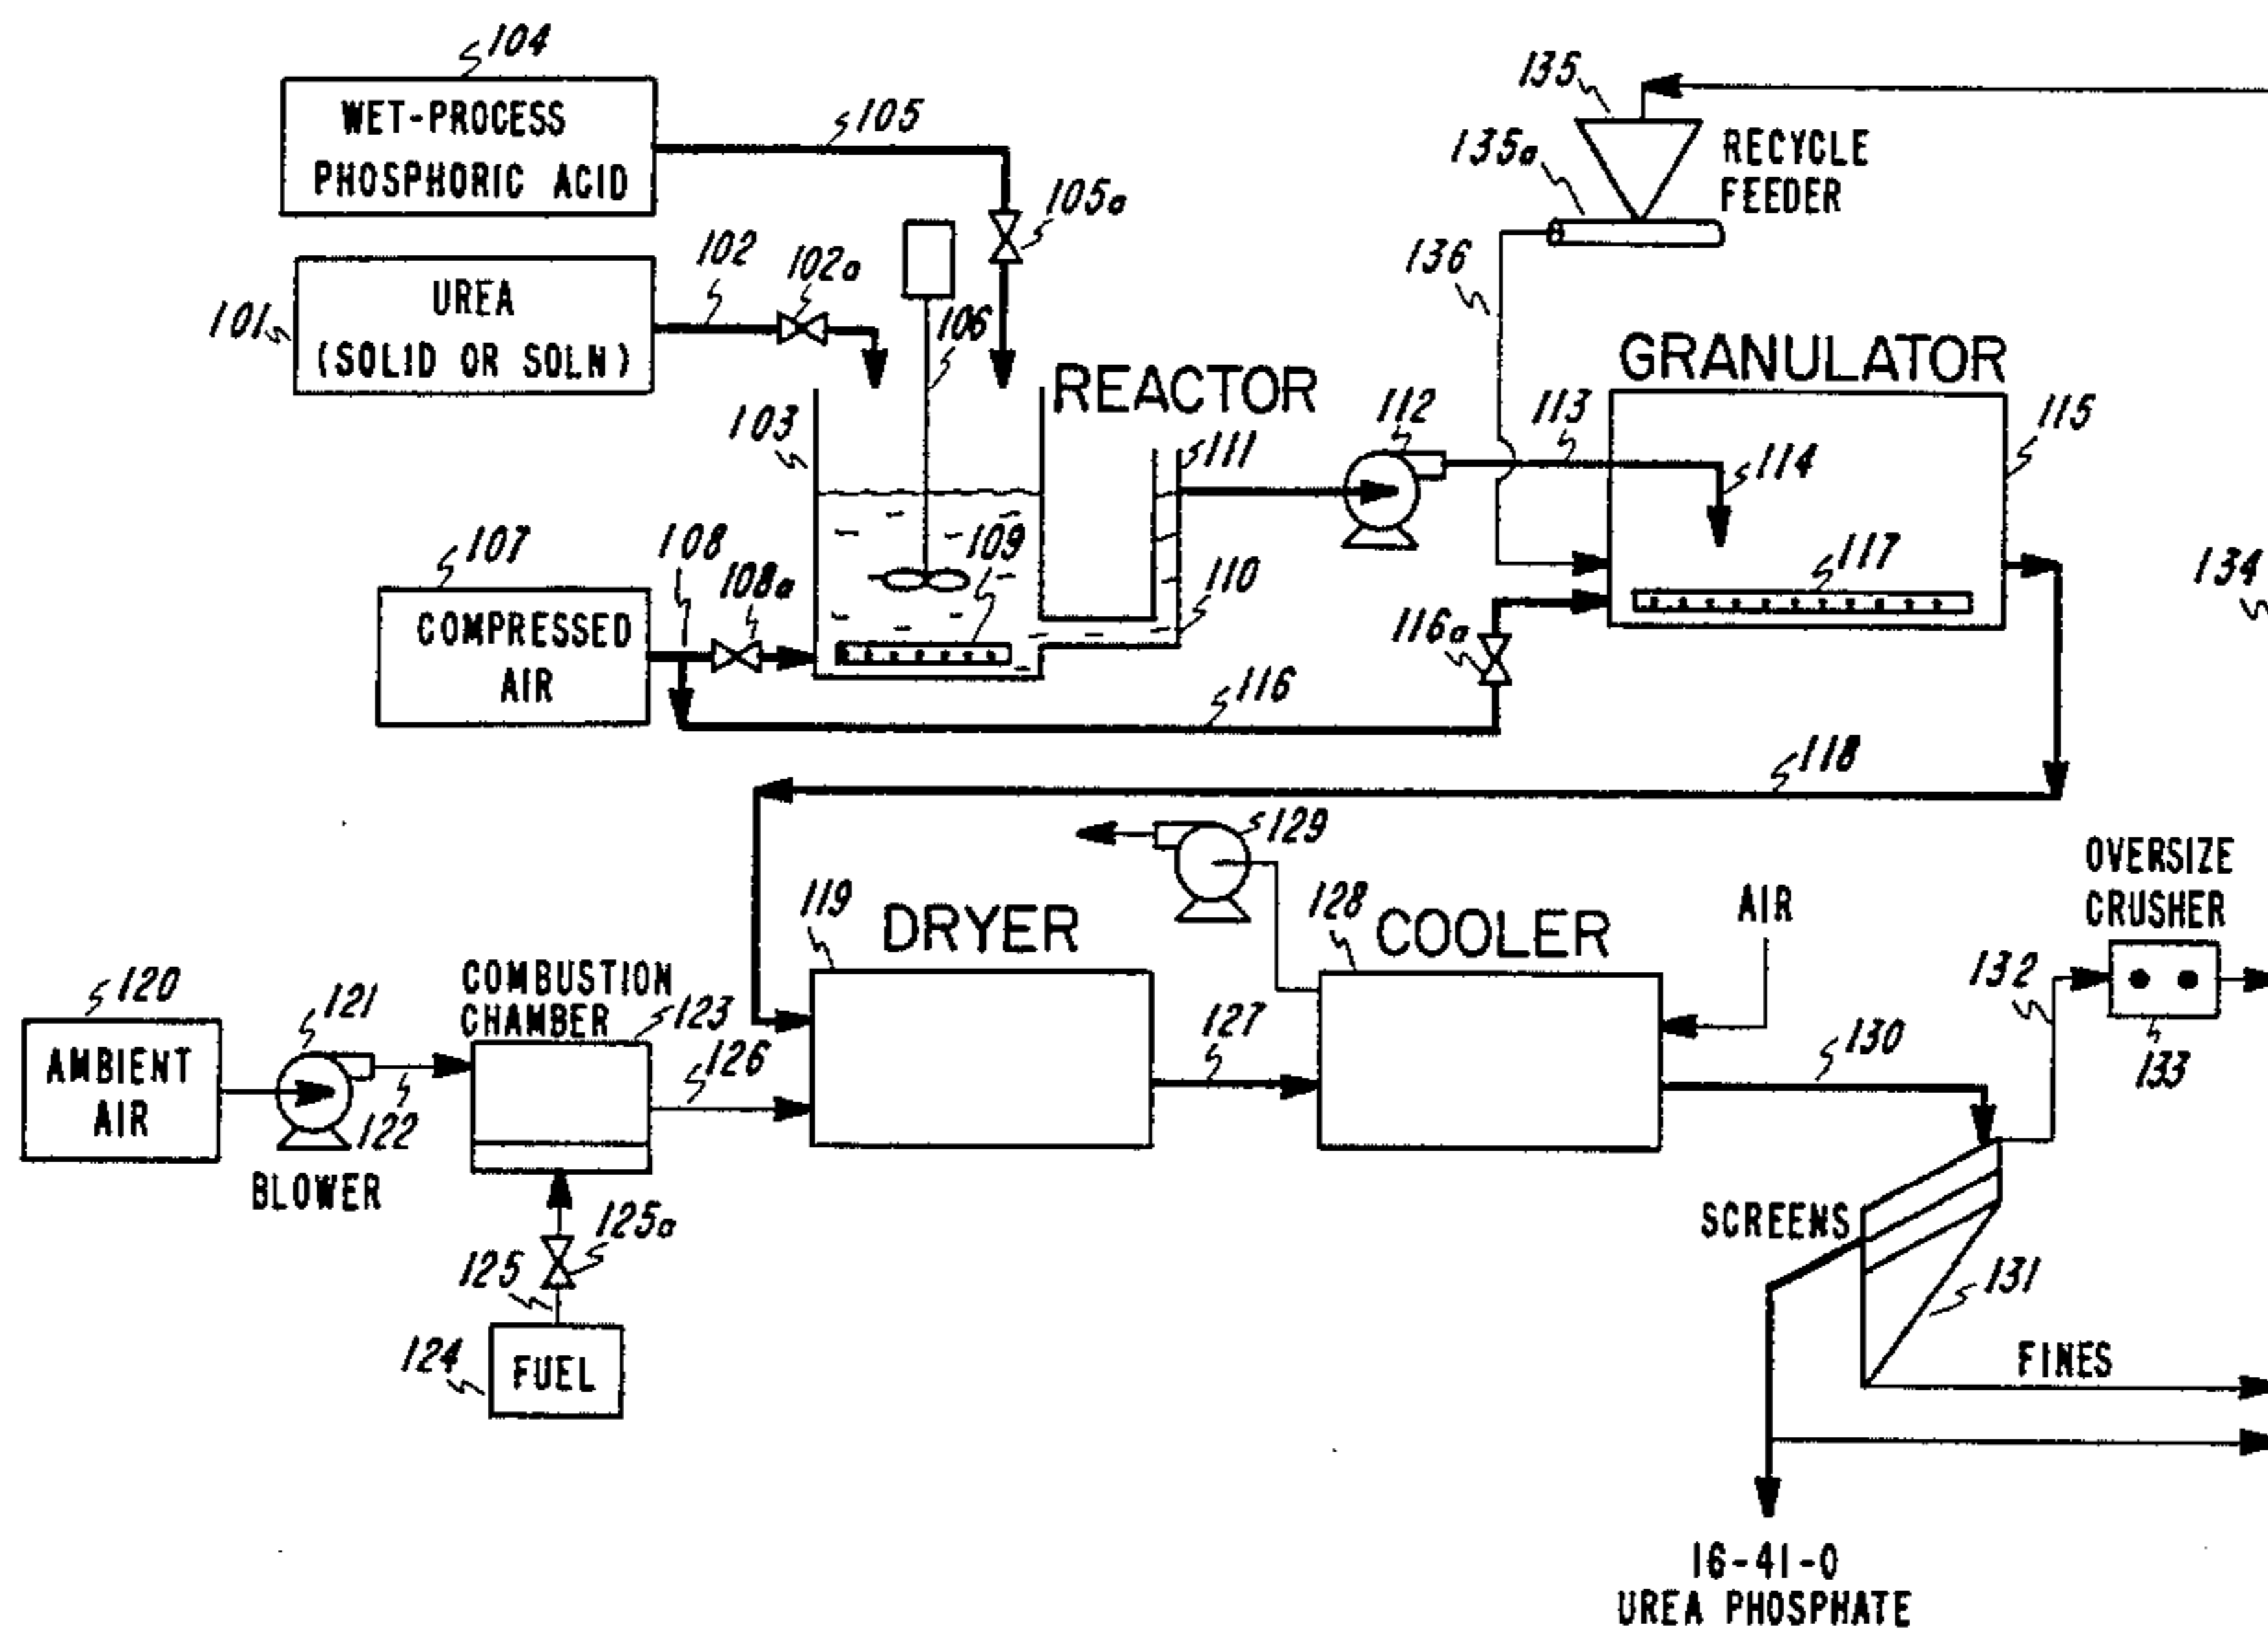 104
WET-PROCESS
PHOSPHORIC ACID
105
105a
135
135a
RECYCLE
FEEDER
136
101
UREA
(SOLID OR SOLN)
102
102a
106
103
REACTOR
111
112
113
GRANULATOR
114
115
107
COMPRESSED
AIR
108
108a
109
110
116a
117
134
116
118
129
119
DRYER
128
COOLER
AIR
OVERSIZE
CRUSHER
132
133
120
AMBIENT
AIR
121
122
BLOWER
COMBUSTION
CHAMBER
123
126
127
130
125a
125
124
FUEL
SCREENS
131
FINES
16-41-0
UREA PHOSPHATE